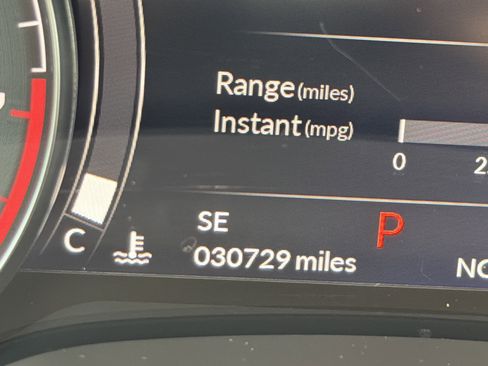 Range (miles)
Instant (mpg)
0
SE
P
C
030729 miles